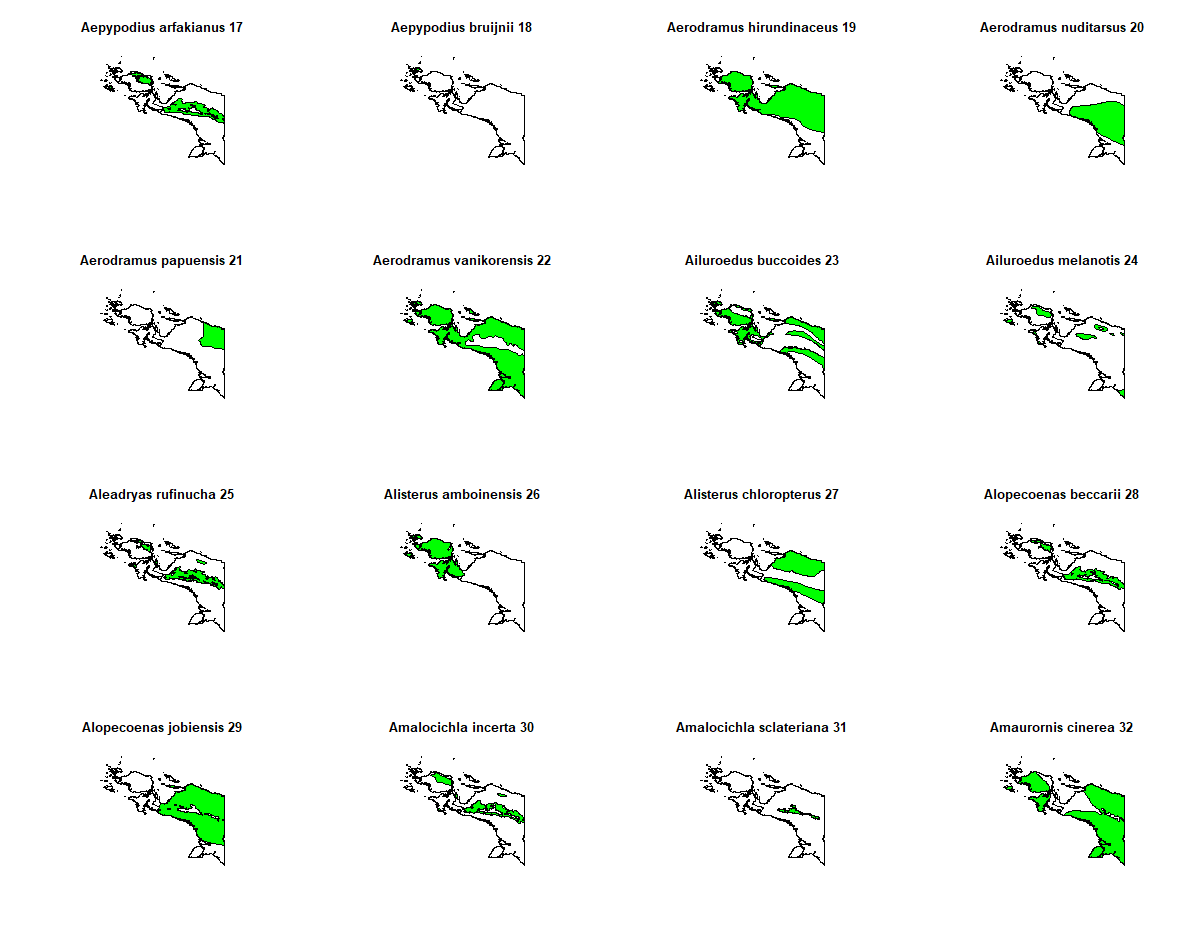 Aepypodius arfakianus 17
Aepypodius bruijnii 18
Aerodramus hirundinaceus 19
Aerodramus nuditarsus 20
Aerodramus papuensis 21
Aerodramus vanikorensis 22
Ailuroedus buccoides 23
Ailuroedus melanotis 24
Aleadryas rufinucha 25
Alisterus amboinensis 26
Alisterus chloropterus 27
Alopecoenas beccarii 28
Alopecoenas jobiensis 29
Amalocichla incerta 30
Amalocichla sclateriana 31
Amaurornis cinerea 32